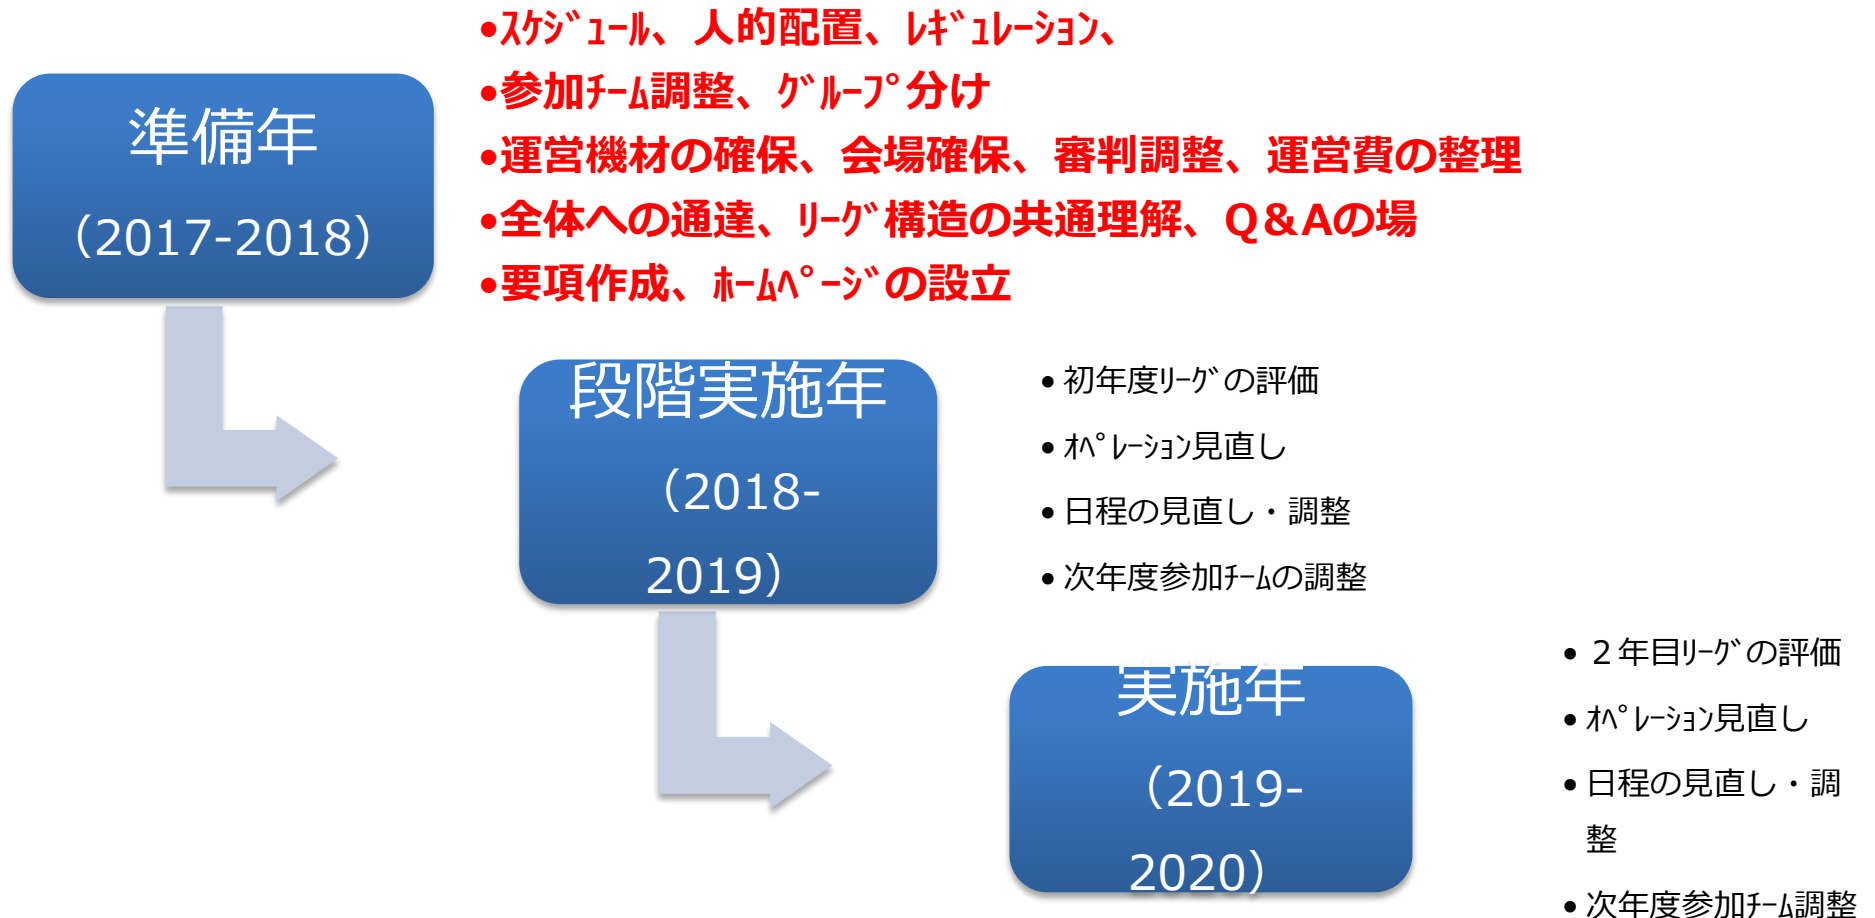 •ｽｹｼﾞｭｰﾙ、人的配置、ﾚｷﾞｭﾚｰｼｮﾝ、
•参加ﾁｰﾑ調整、ｸﾞﾙｰﾌﾟ分け
•運営機材の確保、会場確保、審判調整、運営費の整理
•全体への通達、ﾘｰｸﾞ構造の共通理解、Q＆Aの場
•要項作成、ﾎｰﾑﾍﾟｰｼﾞの設立
準備年
（2017-2018）
段階実施年
（2018-
2019）
•初年度ﾘｰｸﾞの評価
•ｵﾍﾟﾚｰｼｮﾝ見直し
•日程の見直し・調整
•次年度参加ﾁｰﾑの調整
実施年
（2019-
2020）
•２年目ﾘｰｸﾞの評価
•ｵﾍﾟﾚｰｼｮﾝ見直し
•日程の見直し・調
整
•次年度参加ﾁｰﾑ調整